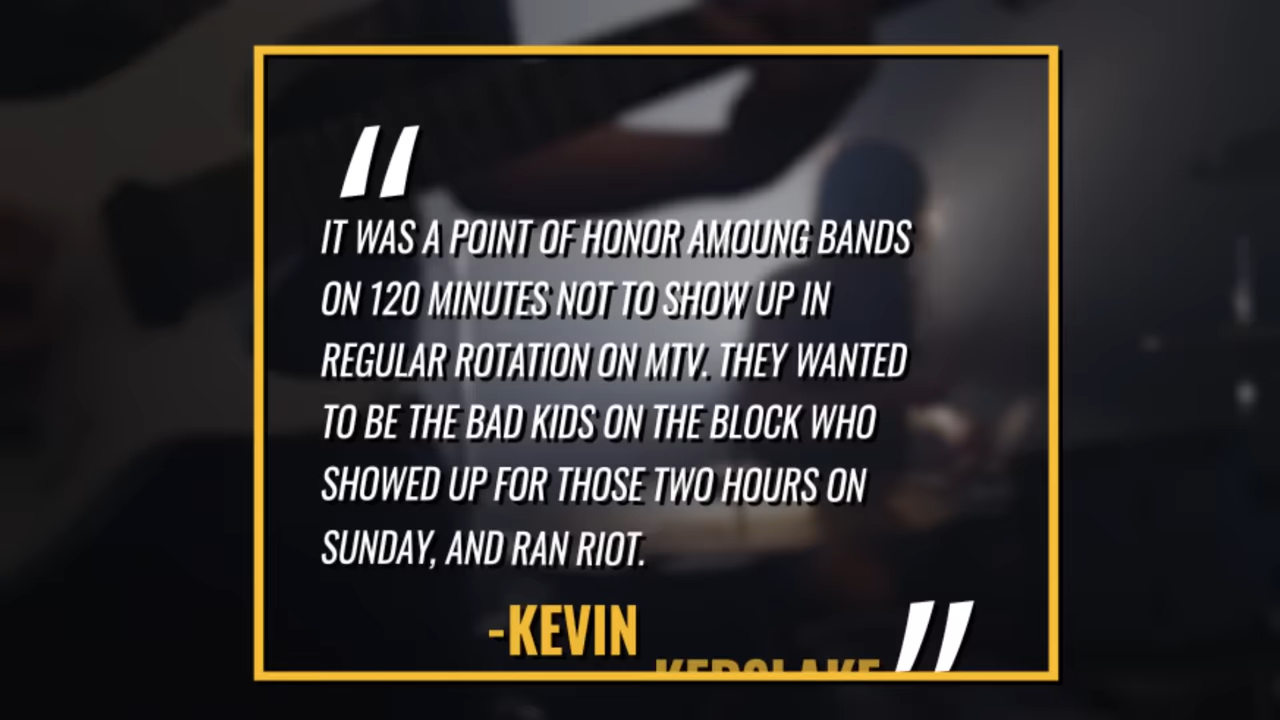 “
IT WAS A POINT OF HONOR AMOUNG BANDS
ON 120 MINUTES NOT TO SHOW UP IN
REGULAR ROTATION ON MTV. THEY WANTED
TO BE THE BAD KIDS ON THE BLOCK WHO
SHOWED UP FOR THOSE TWO HOURS ON
SUNDAY, AND RAN RIOT.
-KEVIN KERSLAKE ”